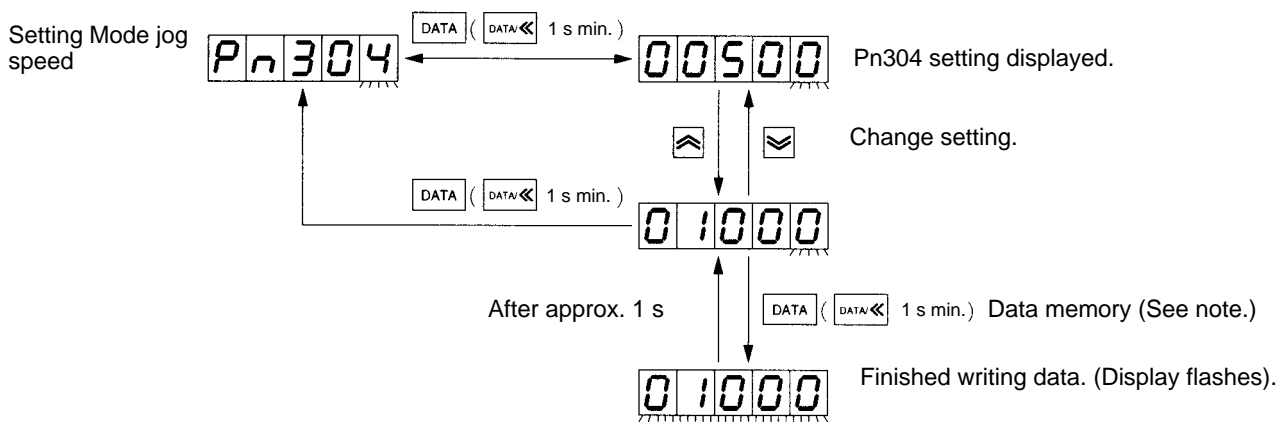 Setting Mode jog
speed
Pn304
DATA ( DATA/≪ 1 s min. )
00500
Pn304 setting displayed.
Change setting.
DATA ( DATA/≪ 1 s min. )
01000
After approx. 1 s
DATA ( DATA/≪ 1 s min.) Data memory (See note.)
01000
Finished writing data. (Display flashes).